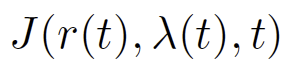 J(r(t), λ(t), t)